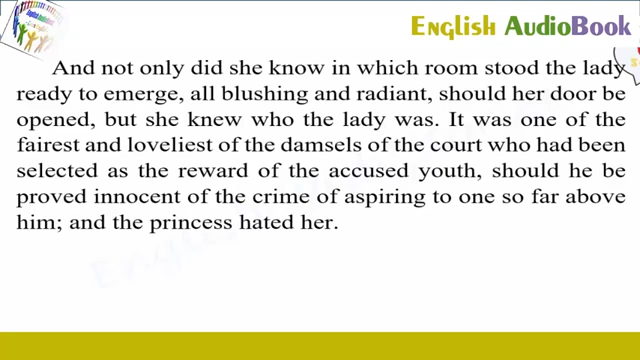 English AudioBook
And not only did she know in which room stood the lady
ready to emerge, all blushing and radiant, should her door be
opened, but she knew who the lady was. It was one of the
fairest and loveliest of the damsels of the court who had been
selected as the reward of the accused youth, should he be
proved innocent of the crime of aspiring to one so far above
him; and the princess hated her.